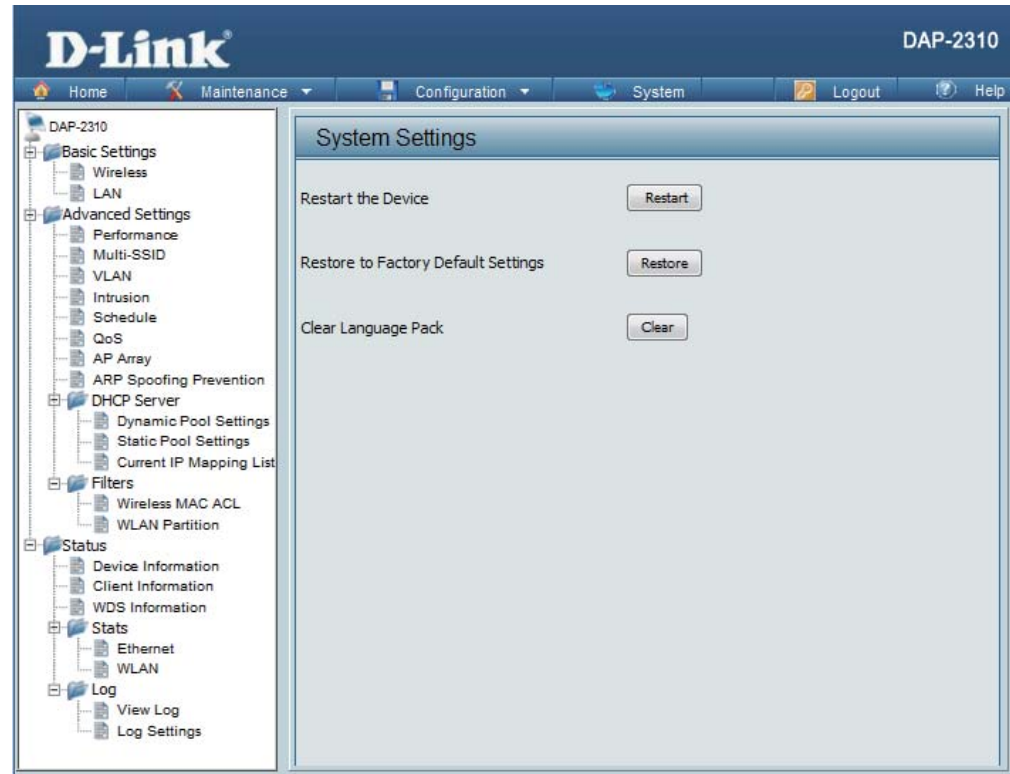 D-Link®
DAP-2310
Home Maintenance Configuration System Logout Help
DAP-2310
Basic Settings
Wireless
LAN
Advanced Settings
Performance
Multi-SSID
VLAN
Intrusion
Schedule
QoS
AP Array
ARP Spoofing Prevention
DHCP Server
Dynamic Pool Settings
Static Pool Settings
Current IP Mapping List
Filters
Wireless MAC ACL
WLAN Partition
Status
Device Information
Client Information
WDS Information
Stats
Ethernet
WLAN
Log
View Log
Log Settings
System Settings
Restart the Device Restart
Restore to Factory Default Settings Restore
Clear Language Pack Clear